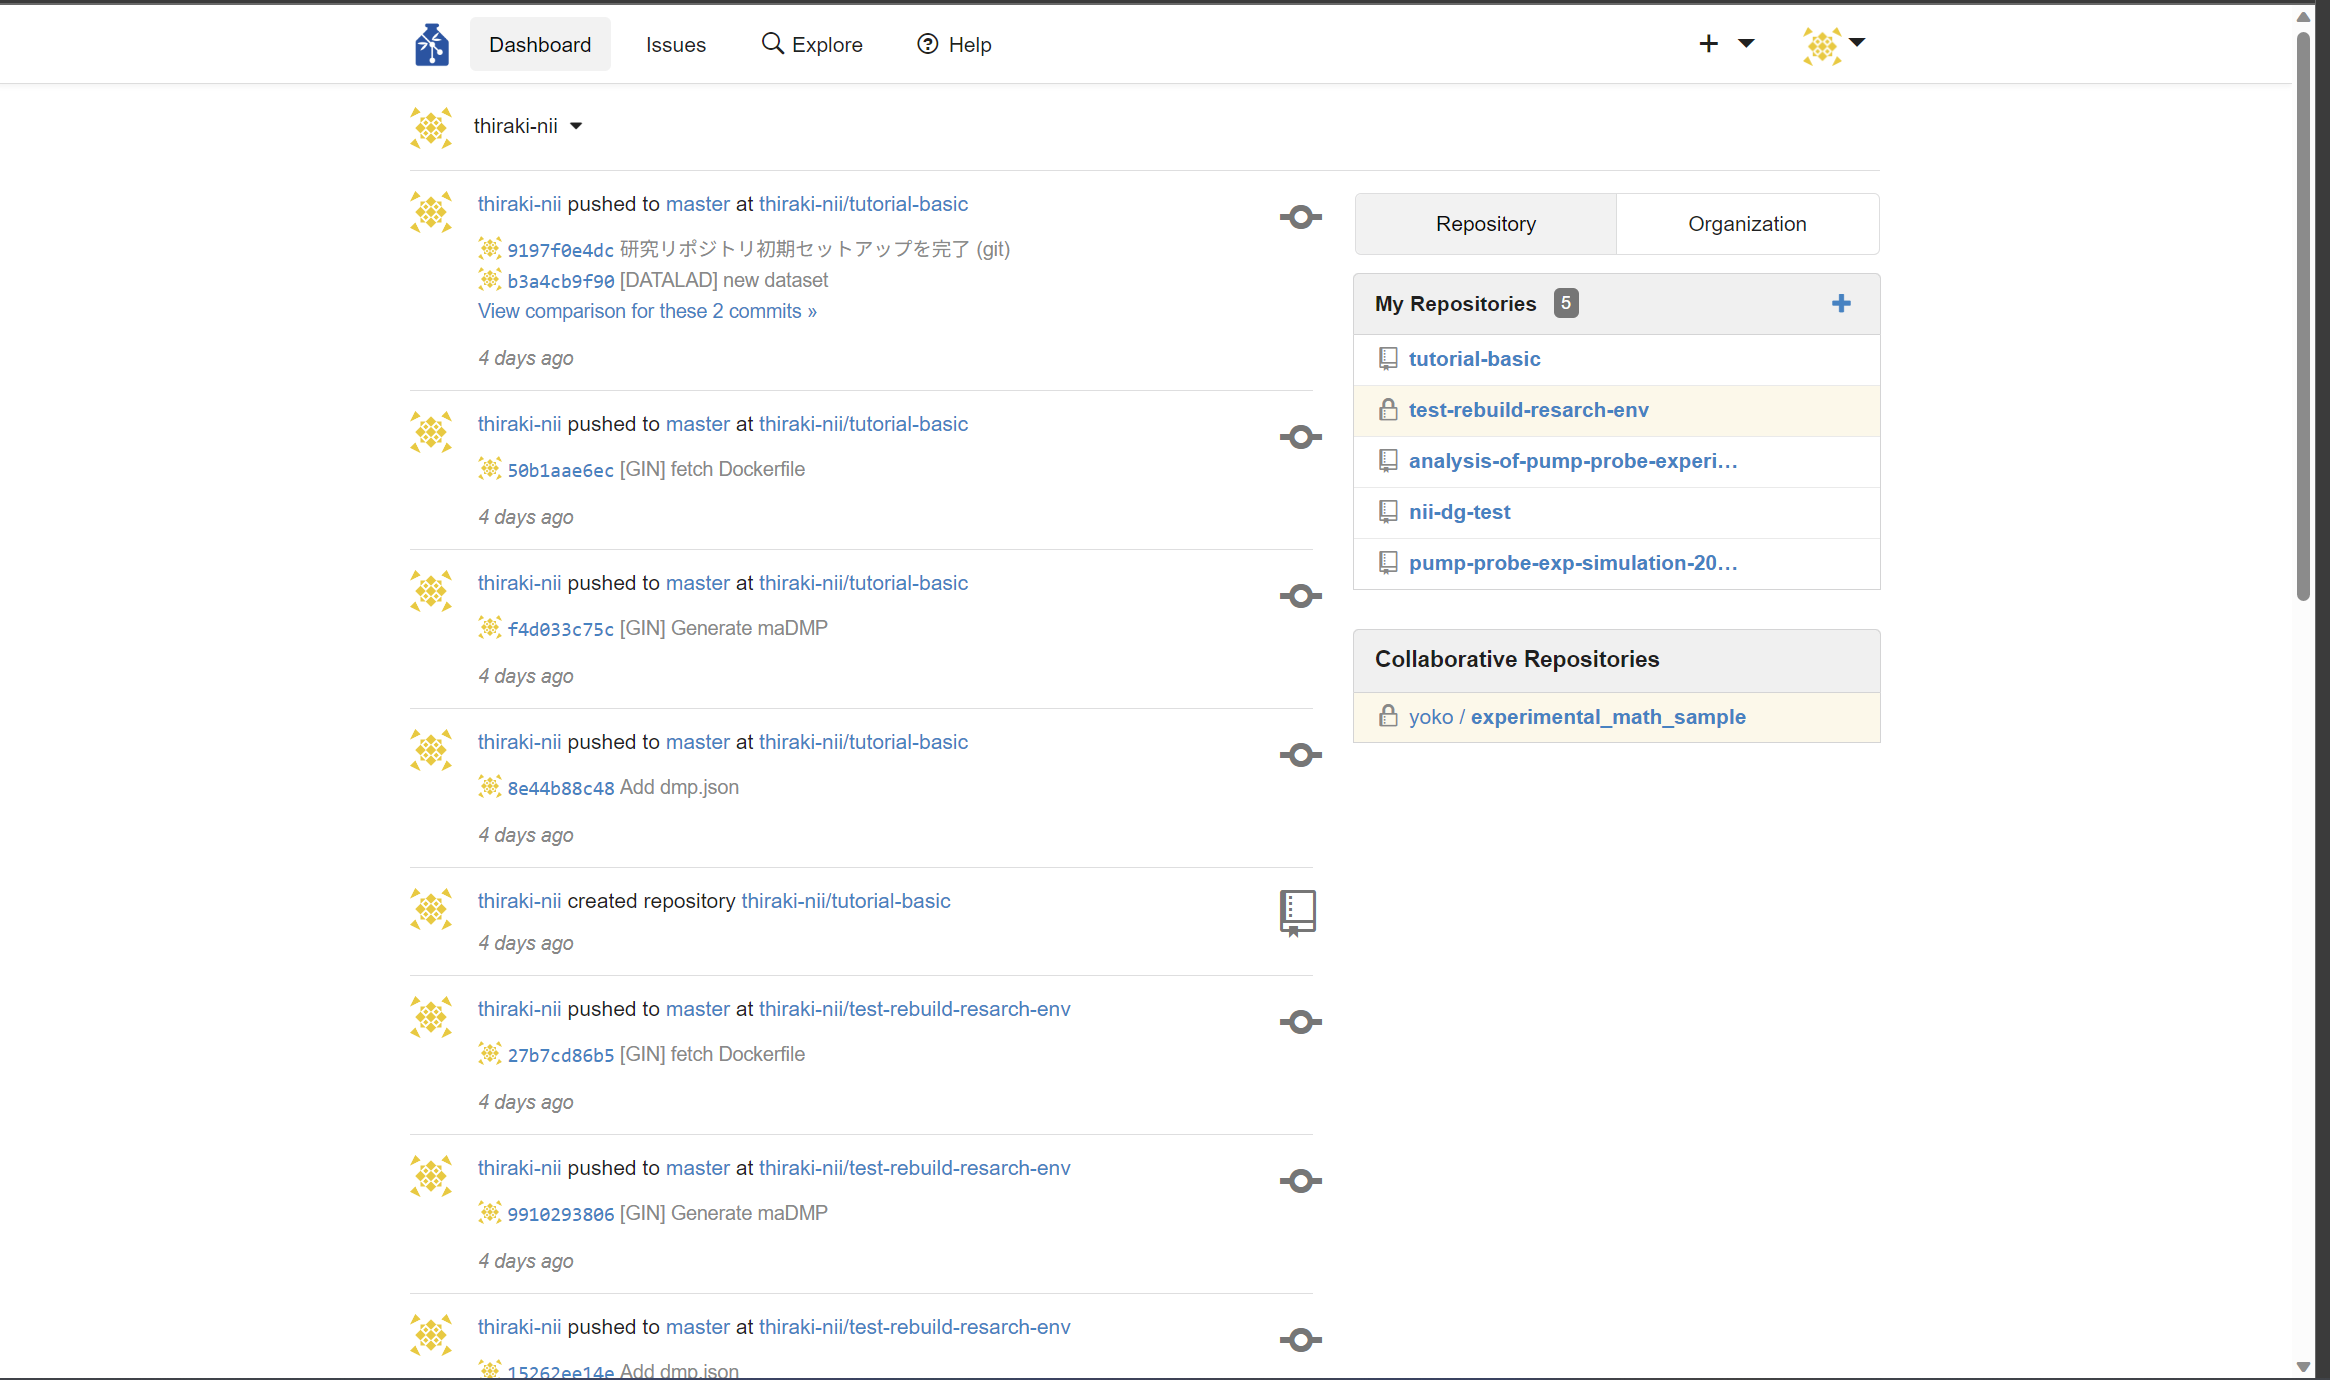 Dashboard
Issues
Explore
Help
thiraki-nii
thiraki-nii pushed to master at thiraki-nii/tutorial-basic
9197f0e4dc 研究リポジトリ初期セットアップを完了 (git)
b3a4cb9f90 [DATALAD] new dataset
View comparison for these 2 commits »
4 days ago
thiraki-nii pushed to master at thiraki-nii/tutorial-basic
50b1aae6ec [GIN] fetch Dockerfile
4 days ago
thiraki-nii pushed to master at thiraki-nii/tutorial-basic
f4d033c75c [GIN] Generate maDMP
4 days ago
thiraki-nii pushed to master at thiraki-nii/tutorial-basic
8e44b88c48 Add dmp.json
4 days ago
thiraki-nii created repository thiraki-nii/tutorial-basic
4 days ago
thiraki-nii pushed to master at thiraki-nii/test-rebuild-resarch-env
27b7cd86b5 [GIN] fetch Dockerfile
4 days ago
thiraki-nii pushed to master at thiraki-nii/test-rebuild-resarch-env
9910293806 [GIN] Generate maDMP
4 days ago
thiraki-nii pushed to master at thiraki-nii/test-rebuild-resarch-env
15262ee14e Add dmp.json
Repository
Organization
My Repositories 5
tutorial-basic
test-rebuild-resarch-env
analysis-of-pump-probe-experi…
nii-dg-test
pump-probe-exp-simulation-20…
Collaborative Repositories
yoko / experimental_math_sample